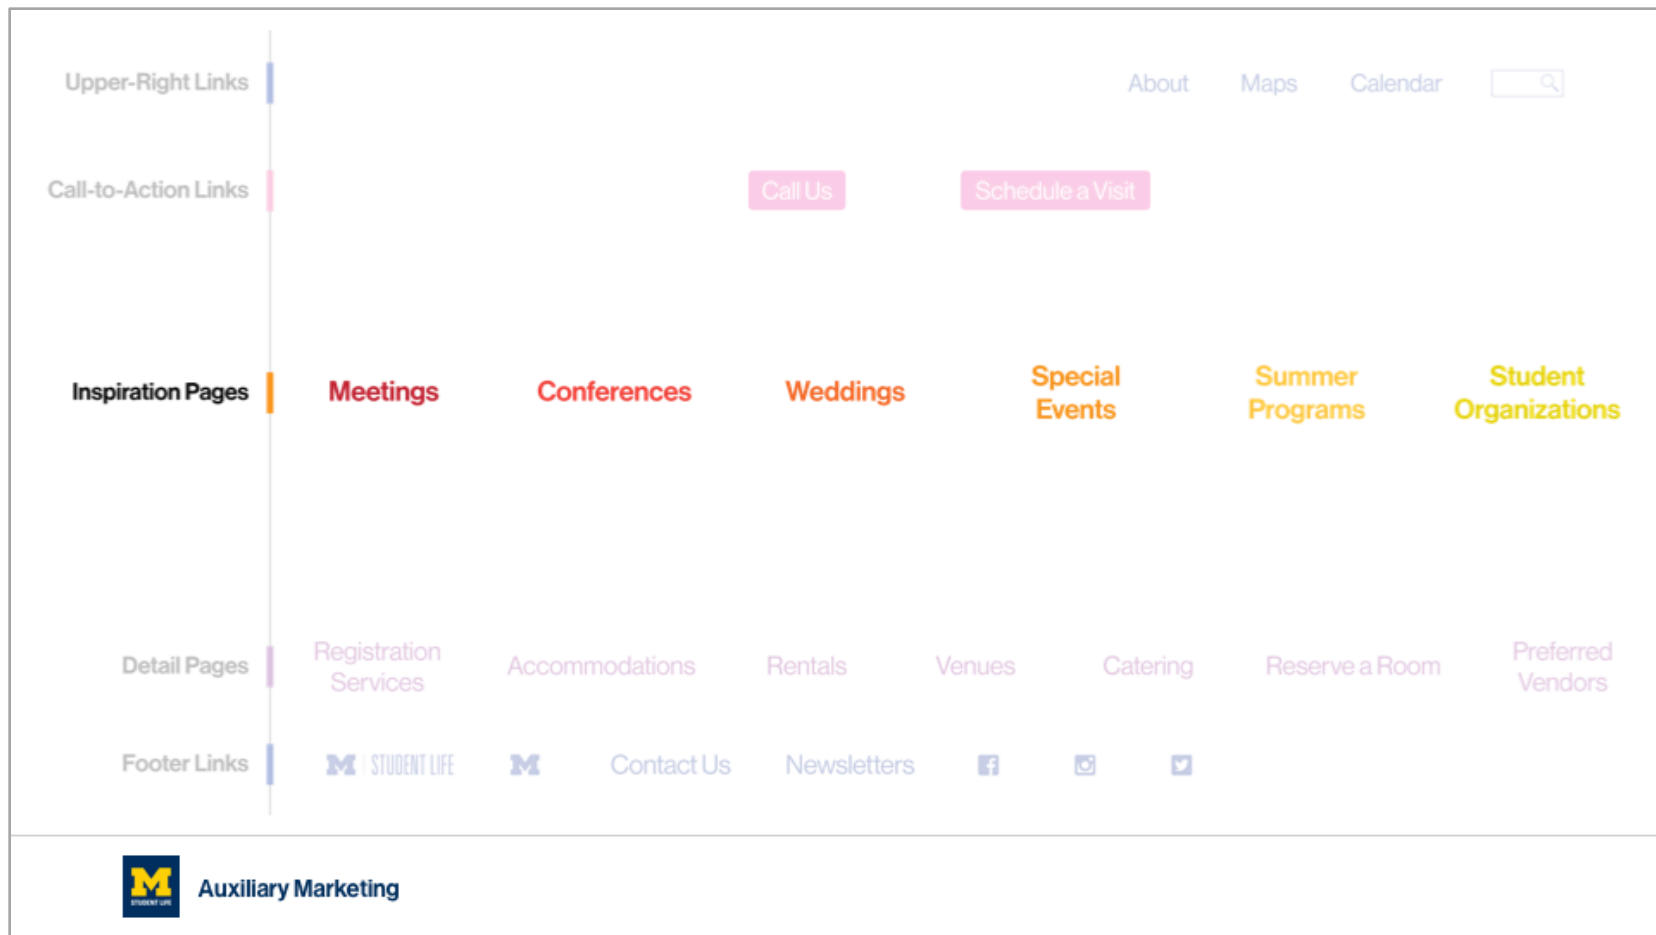 Upper-Right Links
About Maps Calendar
Call-to-Action Links
Call Us Schedule a Visit
Inspiration Pages
Meetings
Conferences
Weddings
Special
Events
Summer
Programs
Student
Organizations
Detail Pages
Registration
Services
Accommodations
Rentals
Venues
Catering
Reserve a Room
Preferred
Vendors
Footer Links
M STUDENT LIFE
M
Contact Us
Newsletters
M
STUDENT LIFE
Auxiliary Marketing